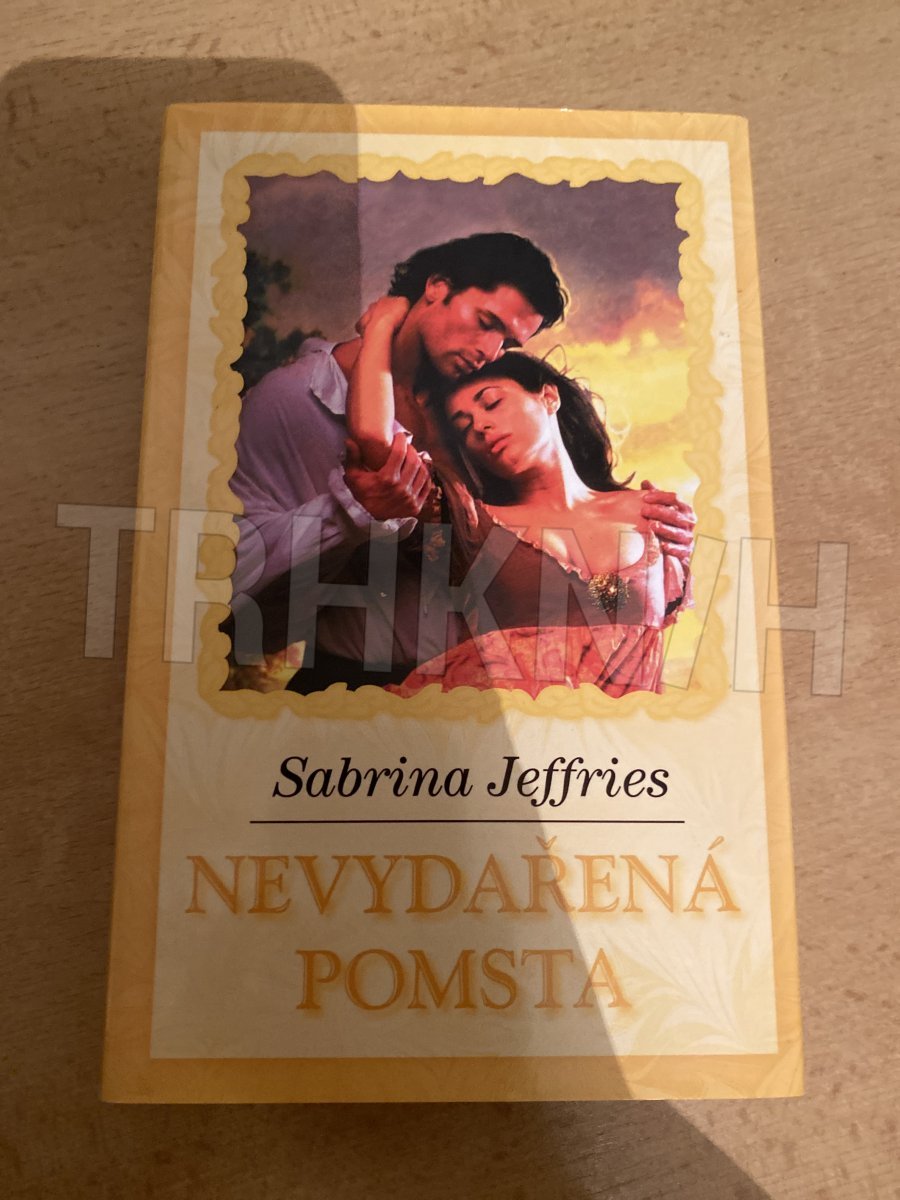 TRHKNIH
Sabrina Jeffries
NEVYDAŘENÁ
POMSTA